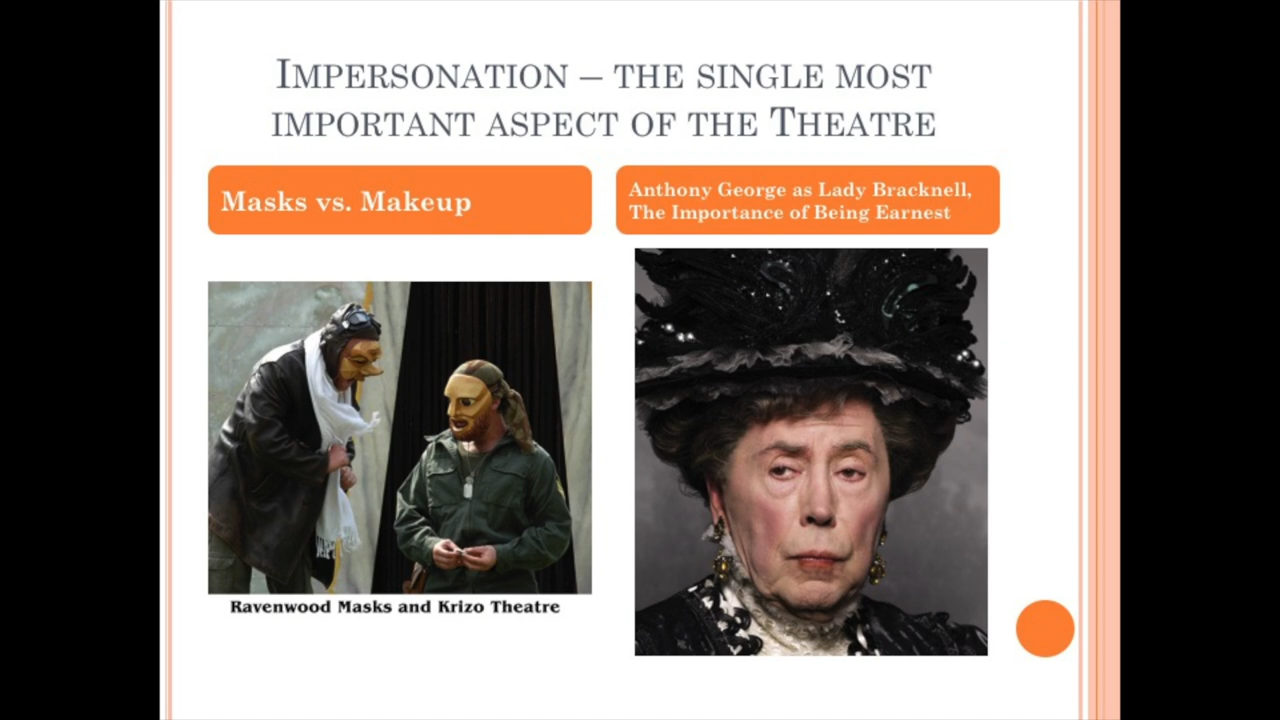 Impersonation – the single most
important aspect of the Theatre
Masks vs. Makeup
Anthony George as Lady Bracknell,
The Importance of Being Earnest
Ravenwood Masks and Krizo Theatre